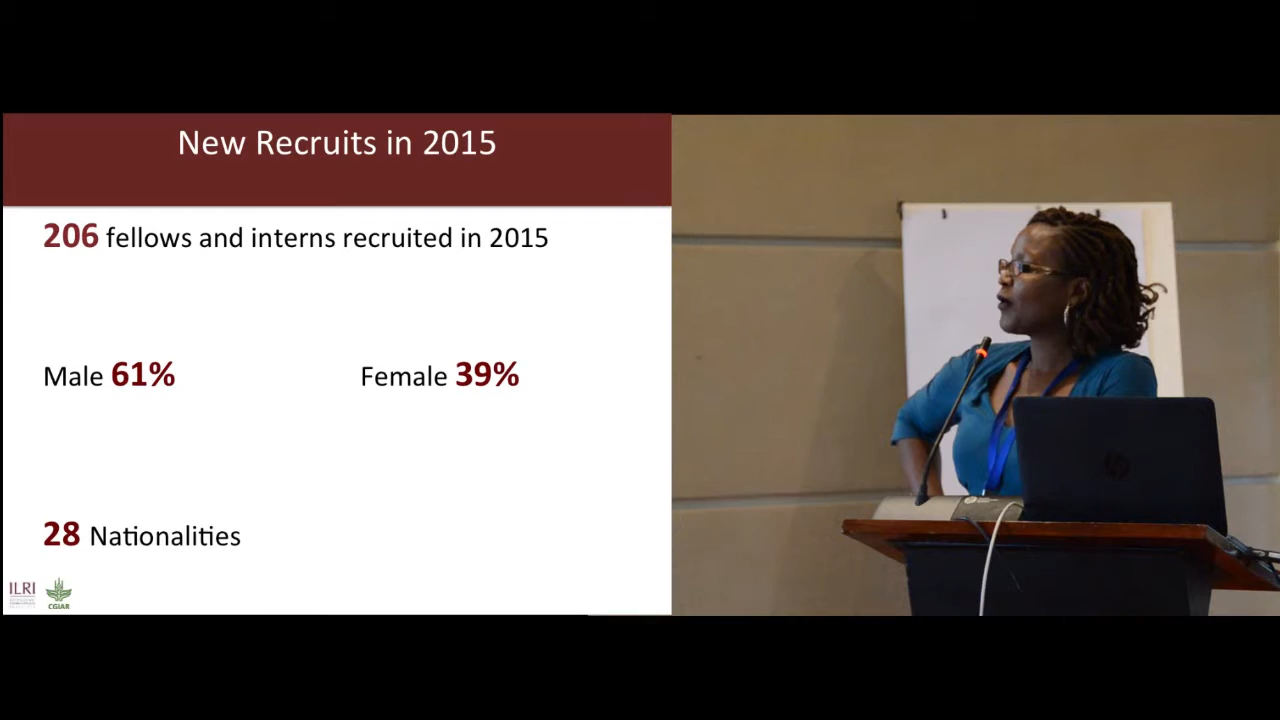 New Recruits in 2015
206 fellows and interns recruited in 2015
Male 61%
Female 39%
28 Nationalities
ILRI
CGIAR